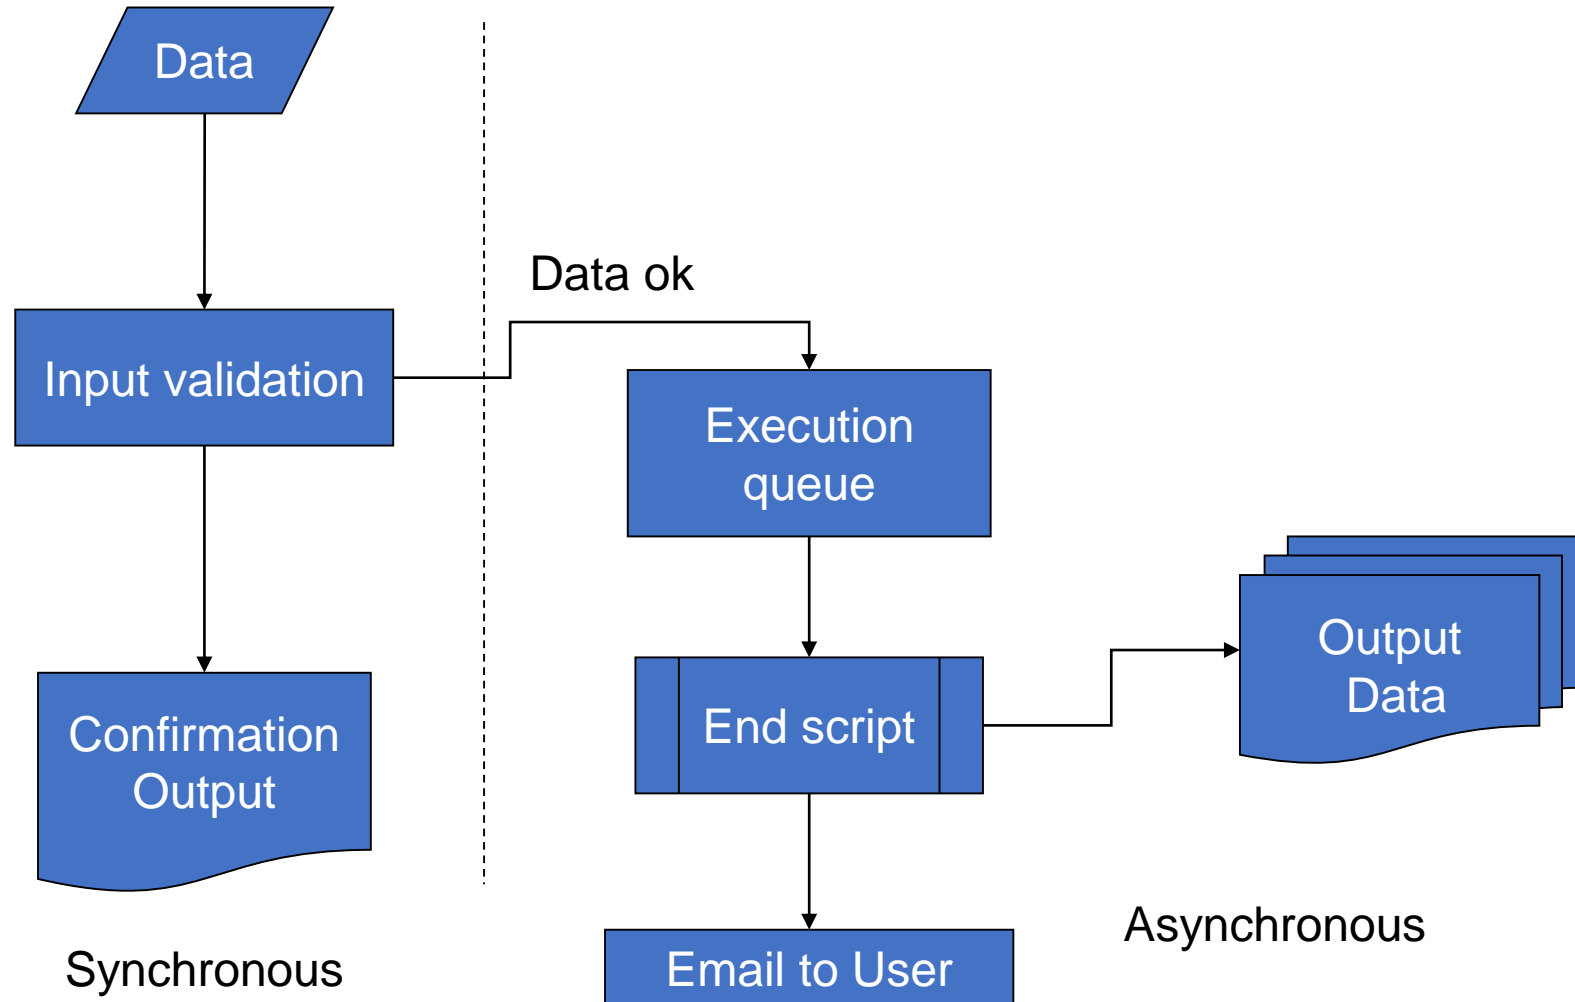 Data
Data ok
Input validation
Execution
queue
Output
Data
End script
Confirmation
Output
Asynchronous
Synchronous
Email to User